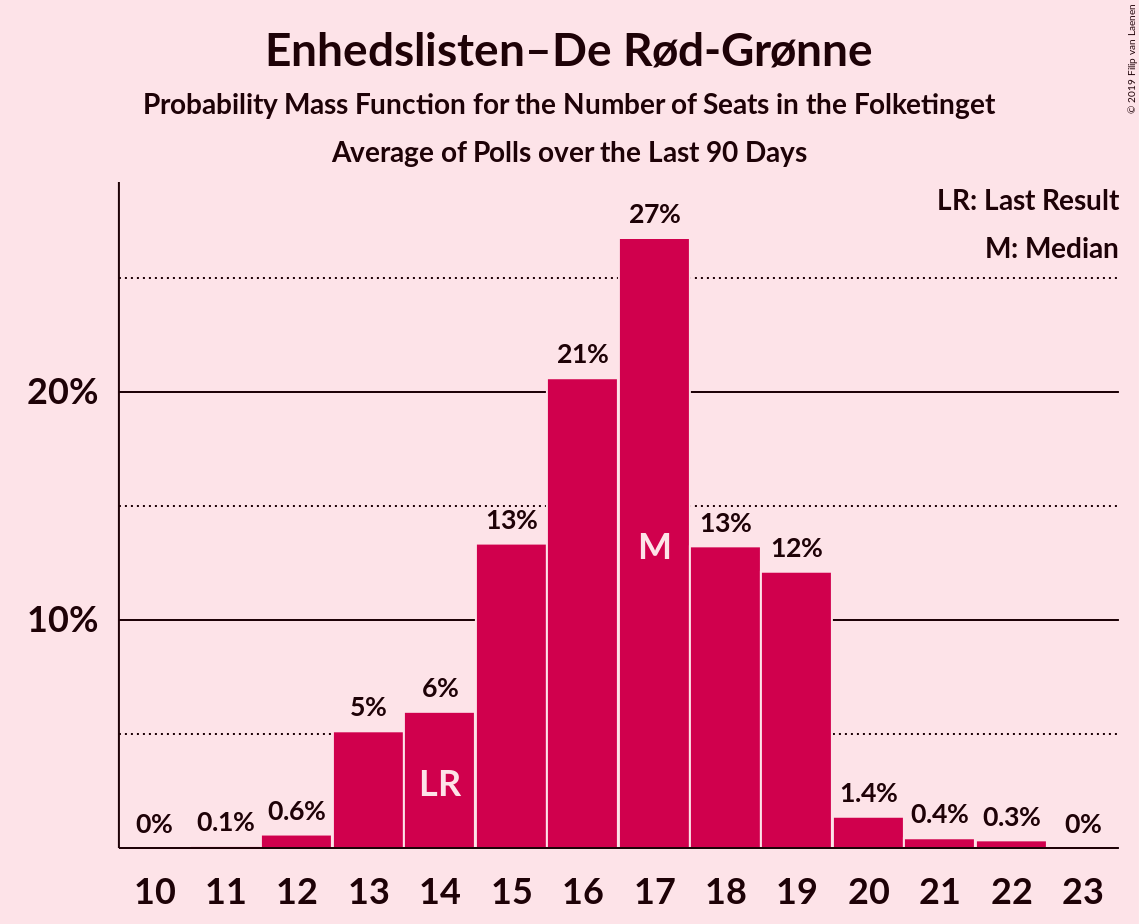 Enhedslisten–De Rød-Grønne
Probability Mass Function for the Number of Seats in the Folketinget
Average of Polls over the Last 90 Days
© 2019 Filip van Laenen
LR: Last Result
M: Median
27%
21%
20%
13%
M
13%
12%
10%
6%
5%
LR
1.4%
0%
0.1%
0.6%
0.4%
0.3%
0%
10 11 12 13 14 15 16 17 18 19 20 21 22 23